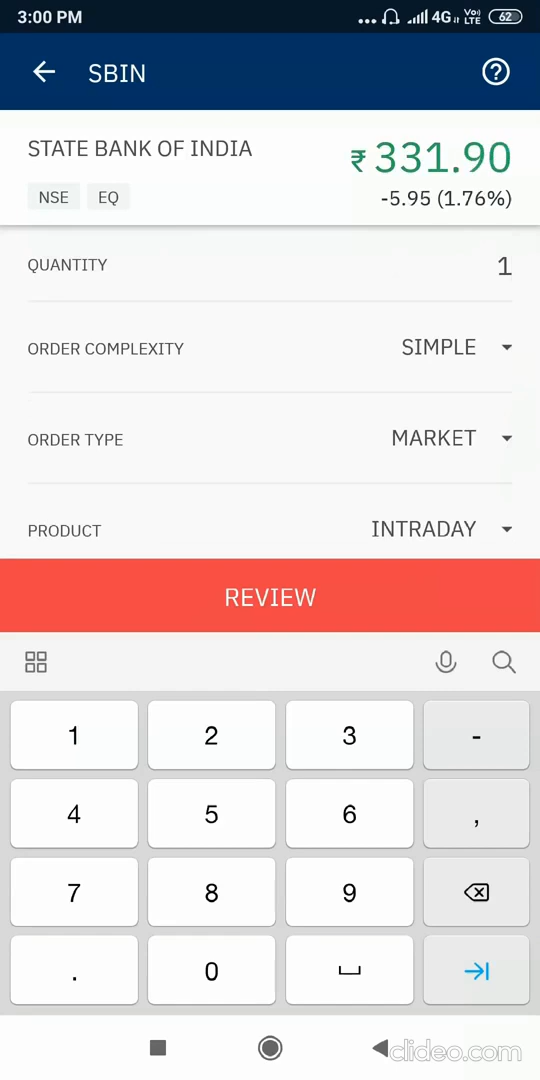 3:00 PM ... 4G Vo) LTE 62
SBIN
STATE BANK OF INDIA ₹ 331.90
NSE EQ -5.95 (1.76%)
QUANTITY 1
ORDER COMPLEXITY SIMPLE
ORDER TYPE MARKET
PRODUCT INTRADAY
REVIEW
1 2 3 -
4 5 6 ,
7 8 9
. 0
clideo.com